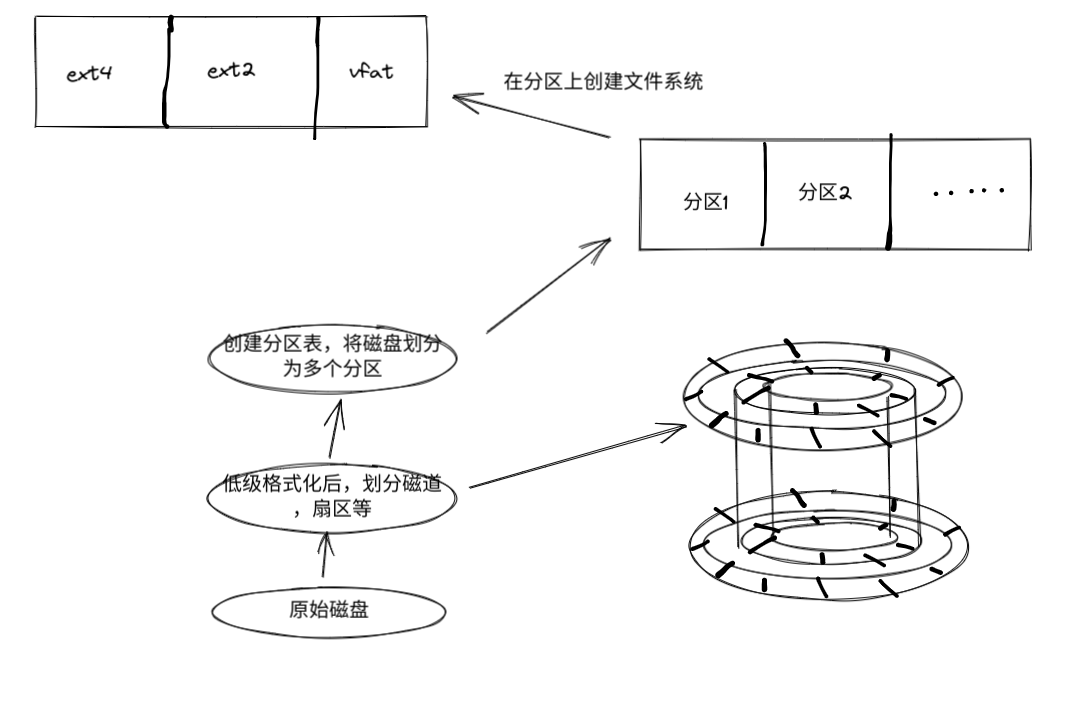 ext4
ext2
vfat
在分区上创建文件系统
分区1
分区2
.....
创建分区表，将磁盘划分
为多个分区
低级格式化后，划分磁道
，扇区等
原始磁盘